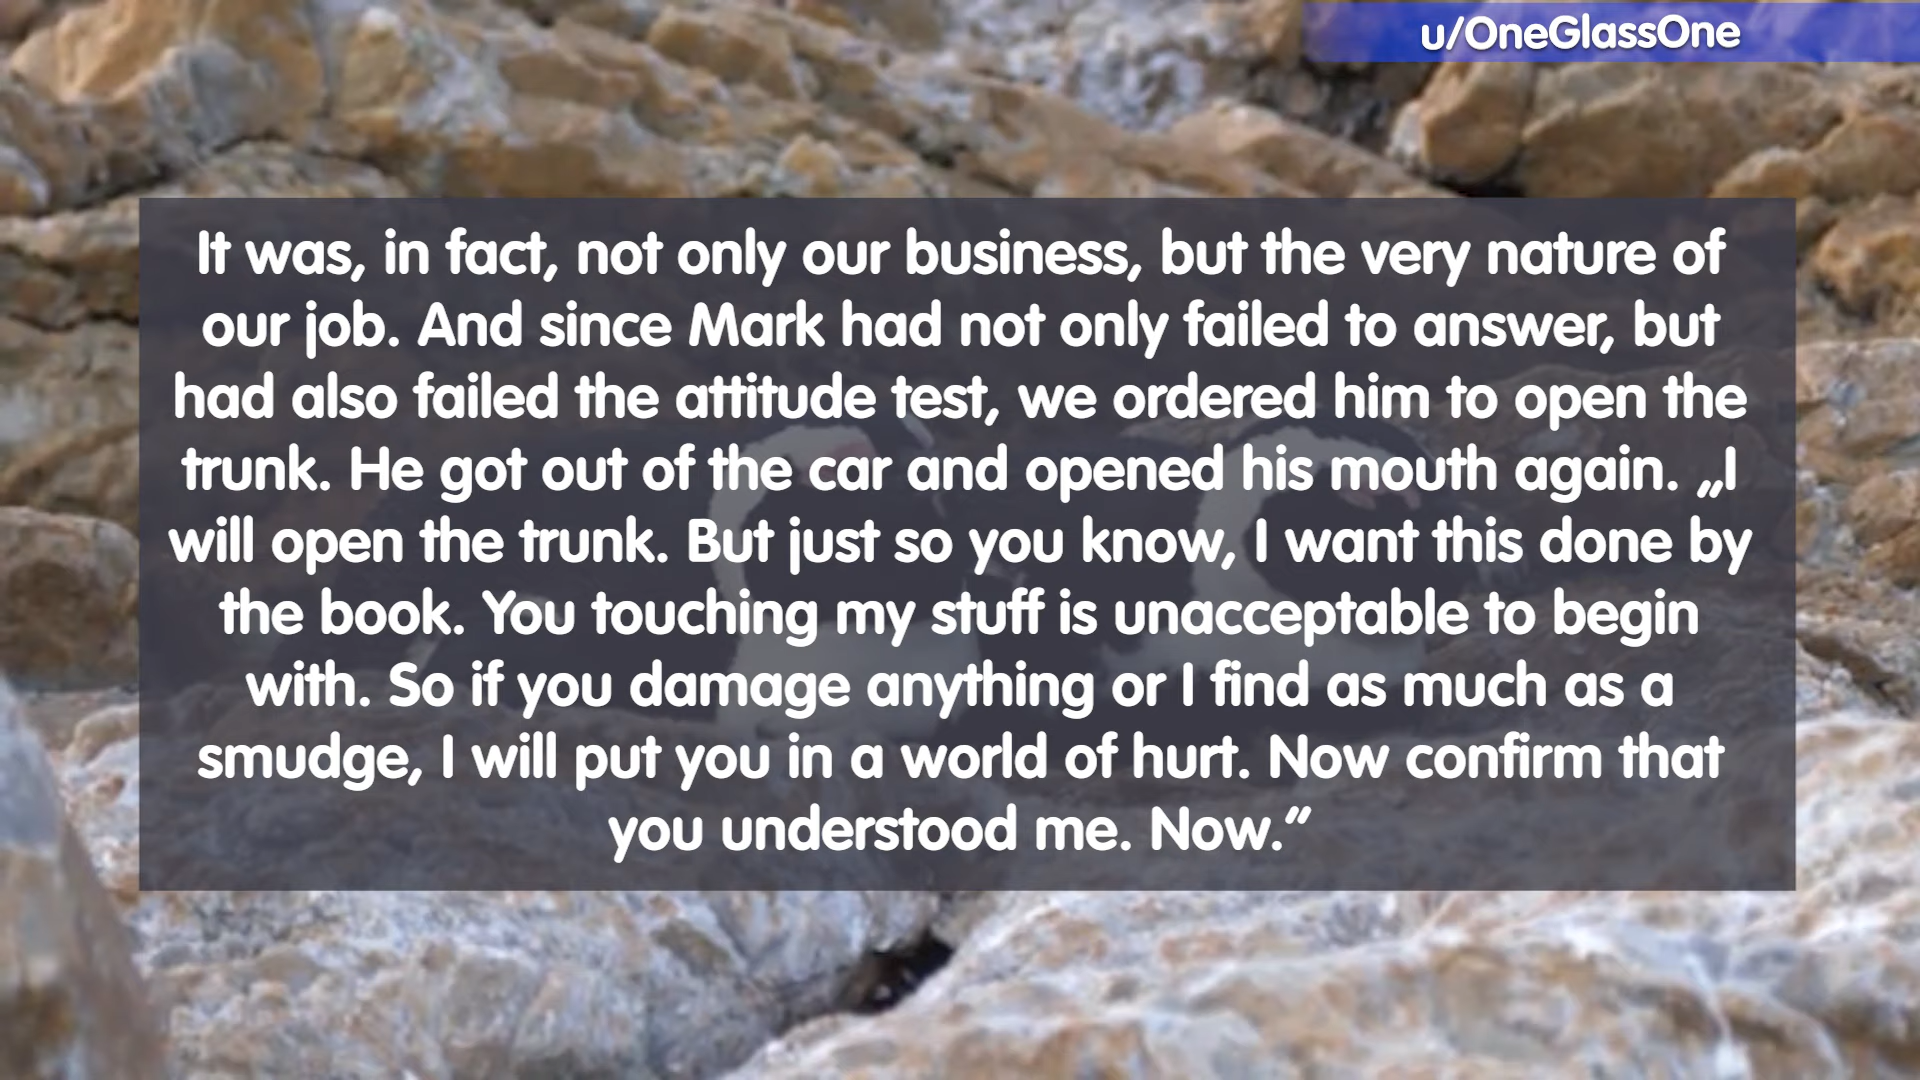 u/OneGlassOne
It was, in fact, not only our business, but the very nature of
our job. And since Mark had not only failed to answer, but
had also failed the attitude test, we ordered him to open the
trunk. He got out of the car and opened his mouth again. „I
will open the trunk. But just so you know, I want this done by
the book. You touching my stuff is unacceptable to begin
with. So if you damage anything or I find as much as a
smudge, I will put you in a world of hurt. Now confirm that
you understood me. Now.”